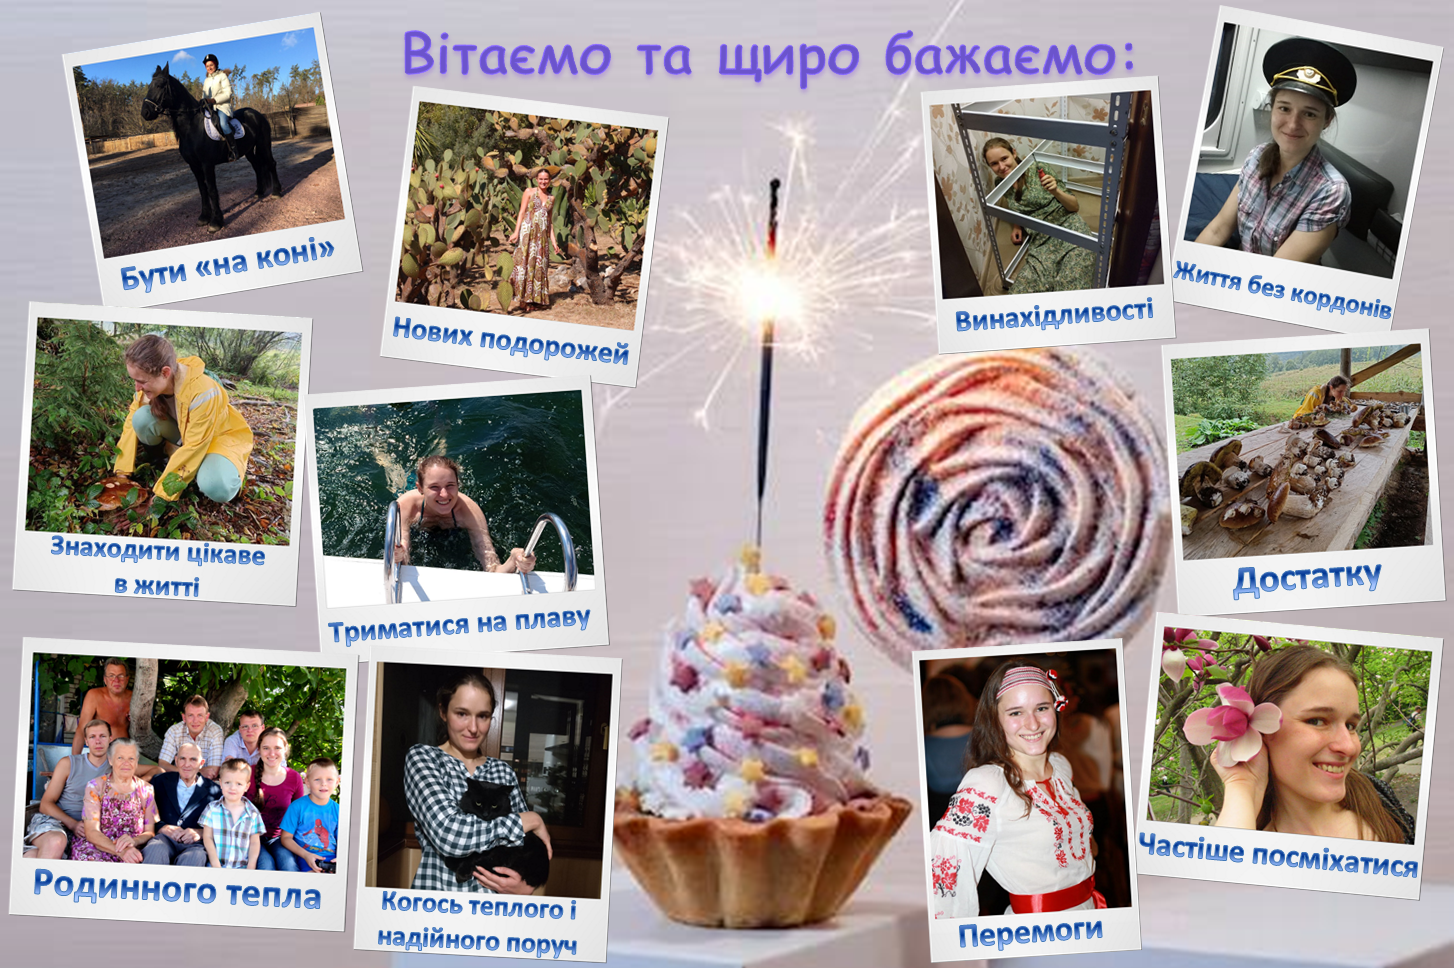 Вітаємо та щиро бажаємо:
Бути «на коні»
Нових подорожей
Винахідливості
Життя без кордонів
Знаходити цікаве
в житті
Триматися на плаву
Достатку
Родинного тепла
Когось теплого і
надійного поруч
Перемоги
Частіше посміхатися